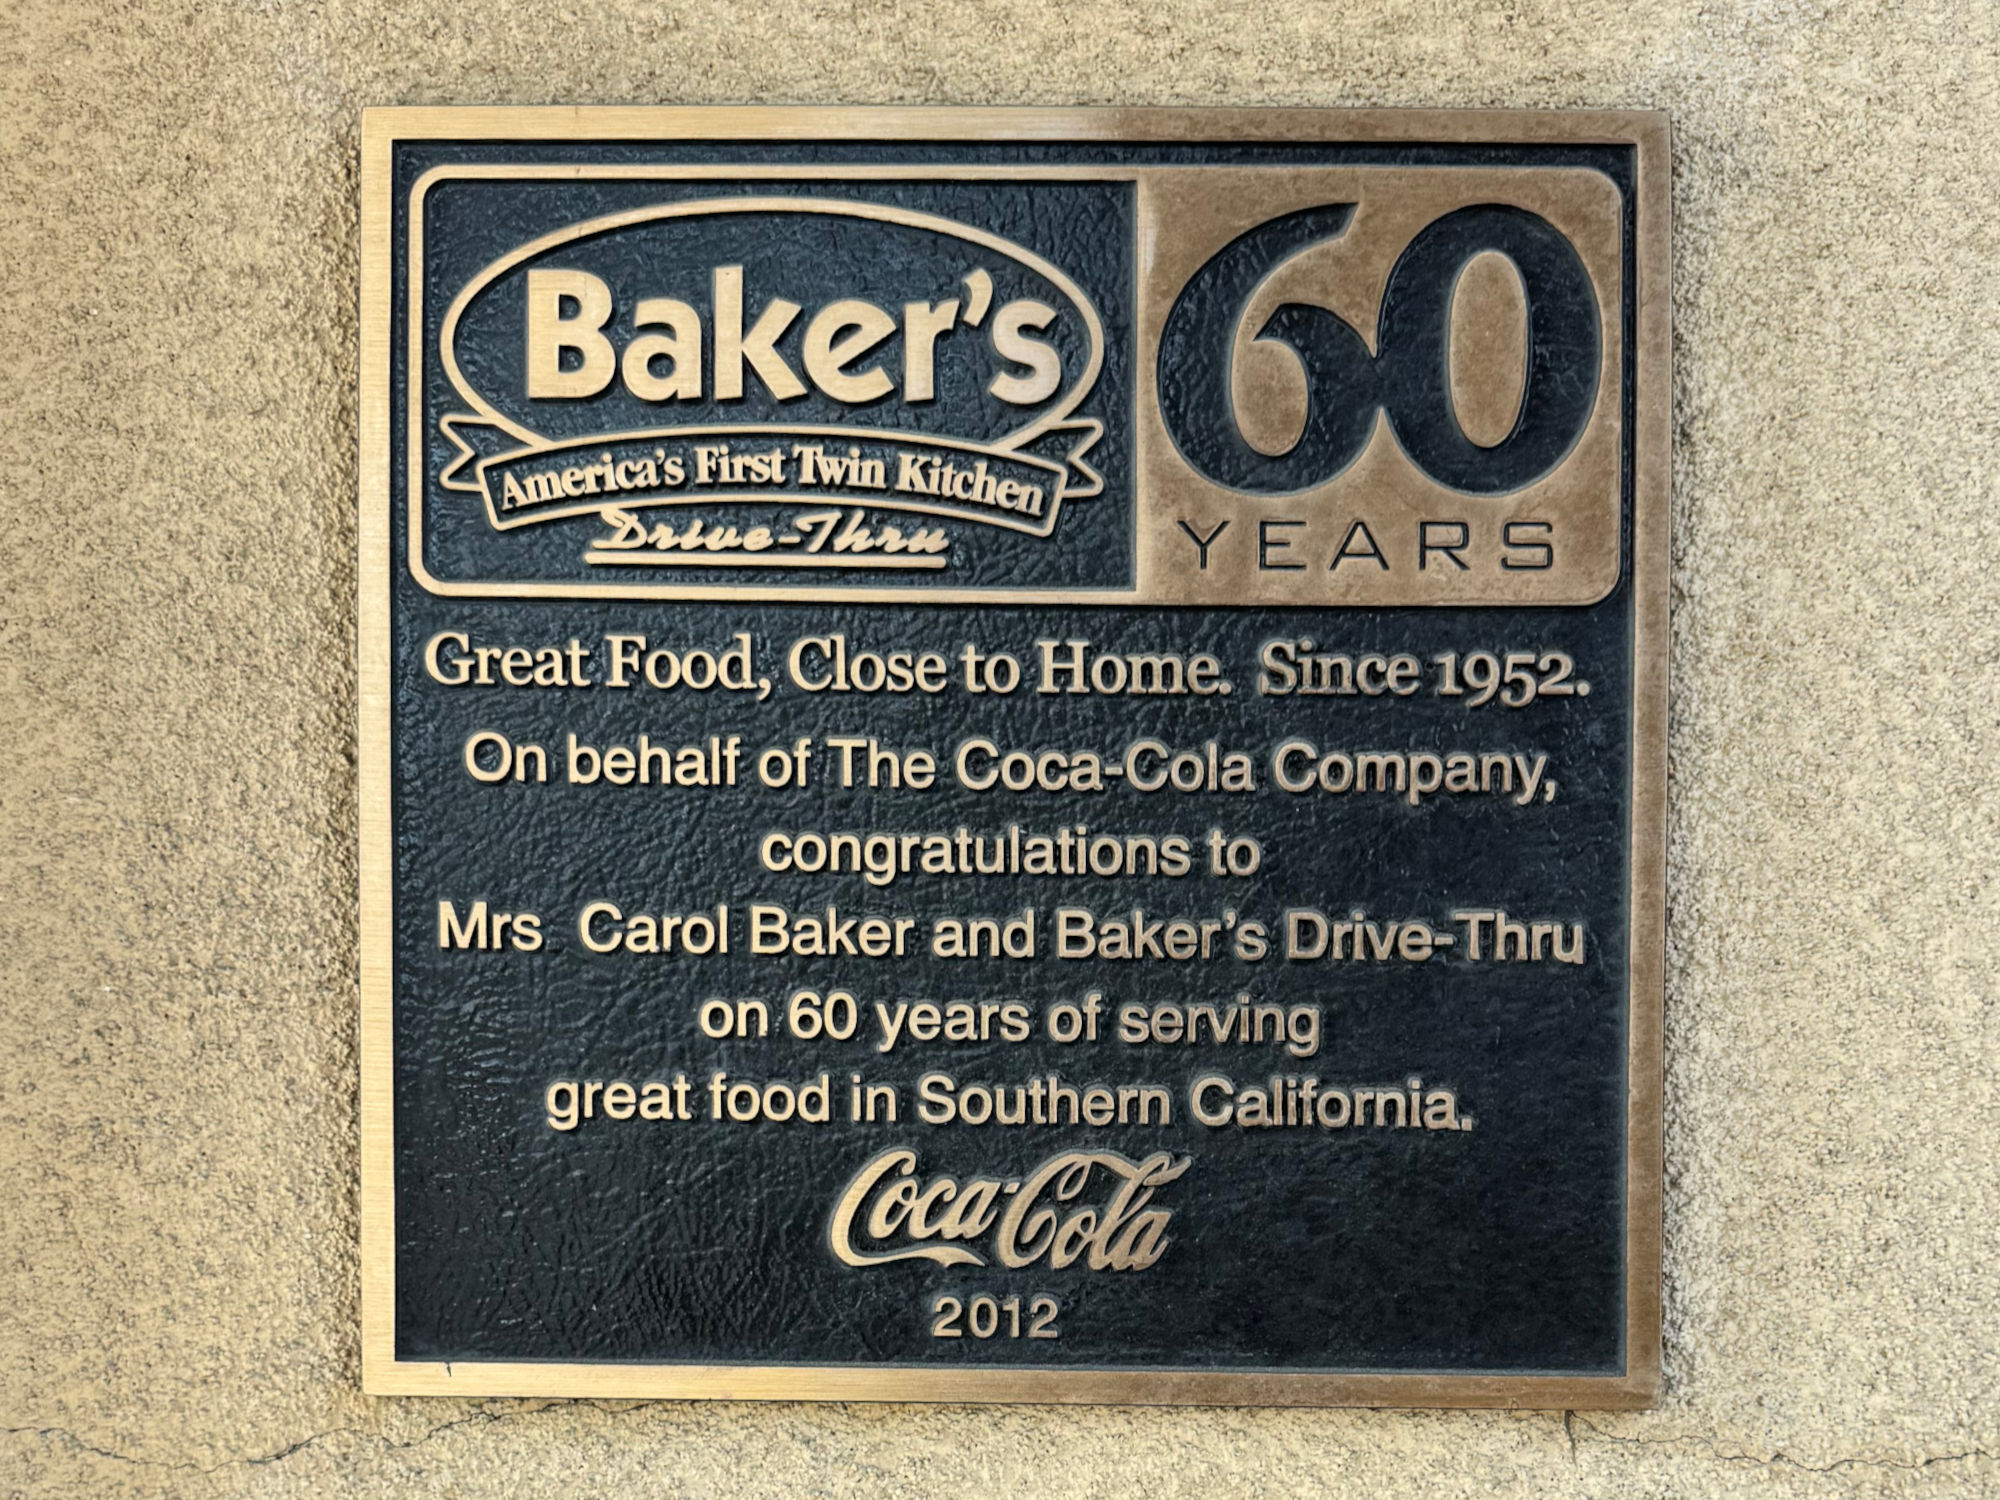 Baker's
America's First Twin Kitchen
Drive-Thru
60
YEARS
Great Food, Close to Home. Since 1952.
On behalf of The Coca-Cola Company,
congratulations to
Mrs Carol Baker and Baker's Drive-Thru
on 60 years of serving
great food in Southern California.
Coca-Cola
2012